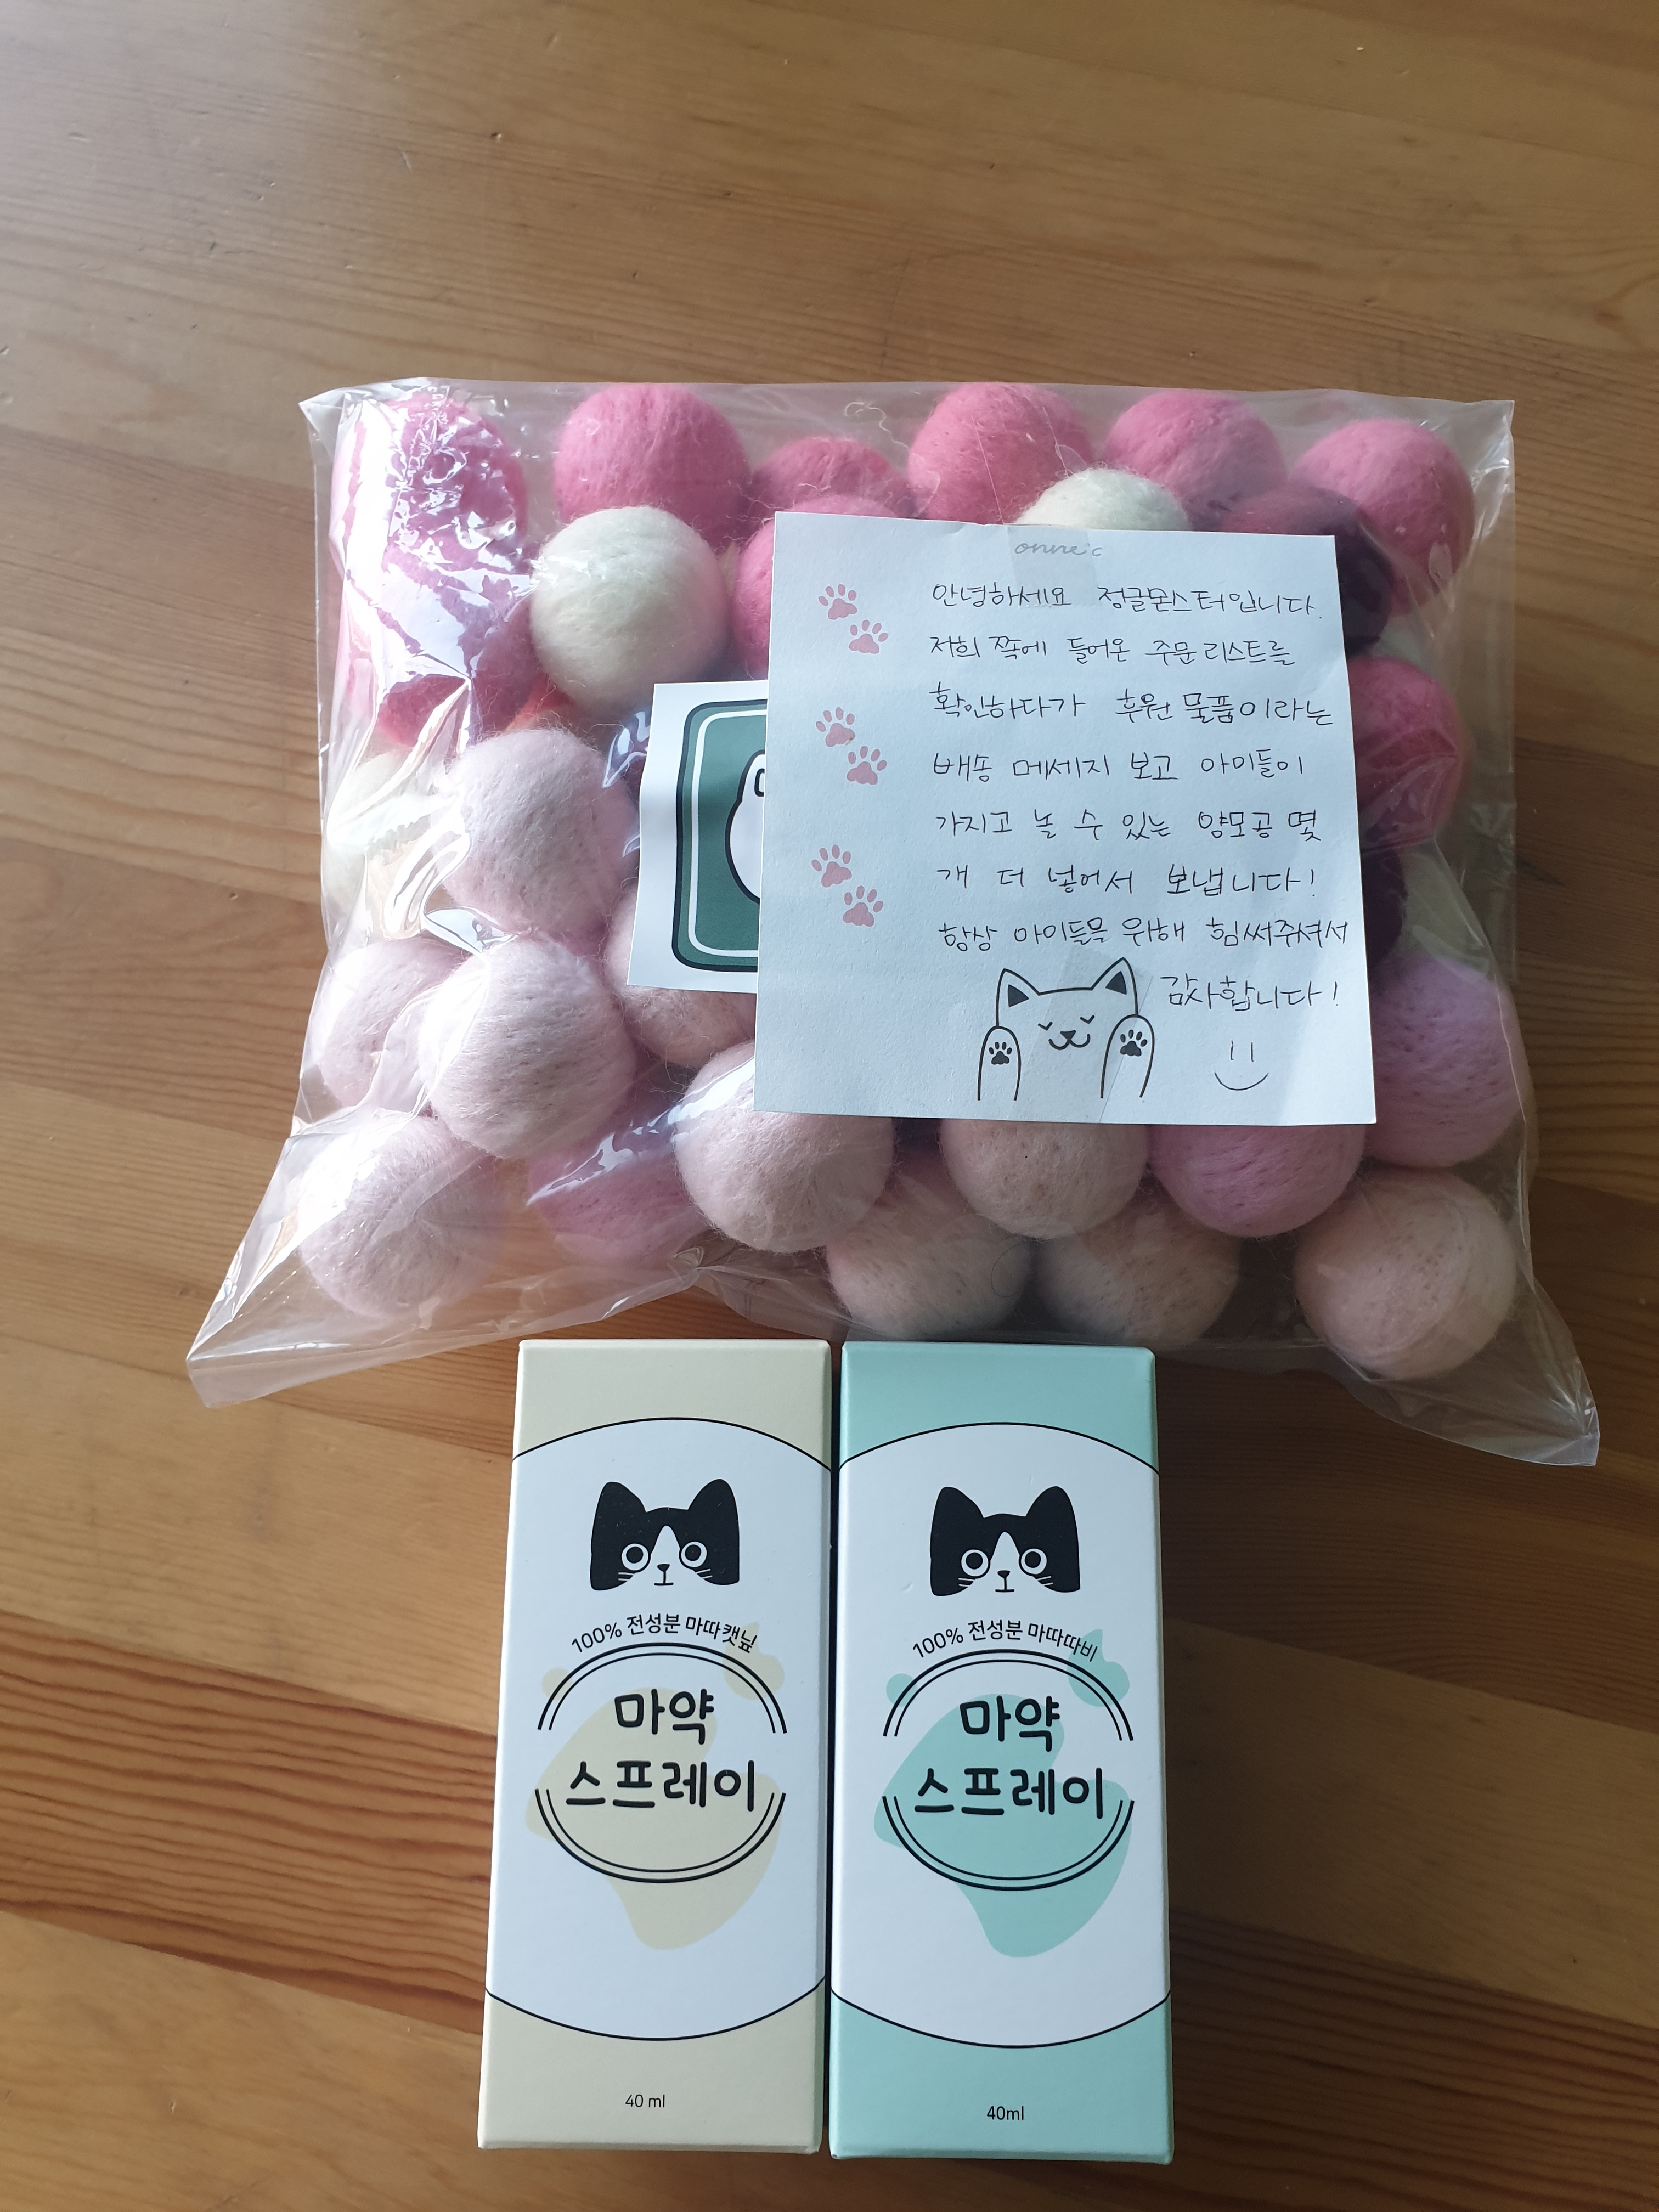 안녕하세요 정글몬스터입니다.
저희 쪽에 들어온 주문 리스트를
확인하다가 후원 물품이라는
배송 메세지 보고 아이들이
가지고 놀 수 있는 양모공 몇
개 더 넣어서 보냅니다!
항상 아이들을 위해 힘써주셔서
감사합니다!
100% 전성분 마따캣닢
마약
스프레이
40 ml
100% 전성분 마따따비
마약
스프레이
40ml